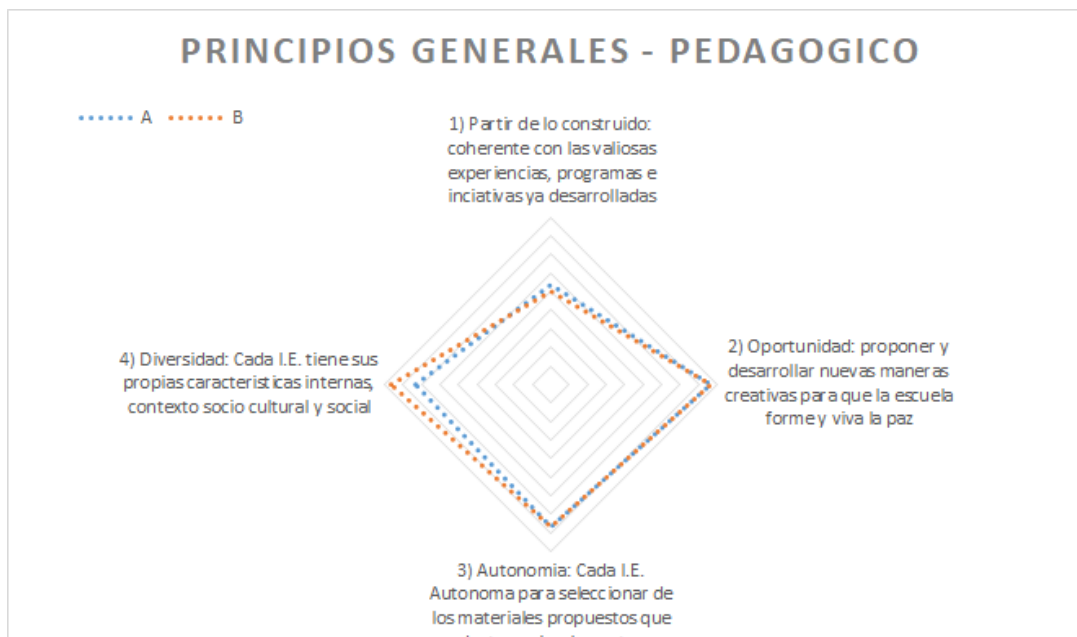 PRINCIPIOS GENERALES - PEDAGOGICO
A B
1) Partir de lo construido:
coherente con las valiosas
experiencias, programas e
inciativas ya desarrolladas
2) Oportunidad: proponer y
desarrollar nuevas maneras
creativas para que la escuela
forme y viva la paz
3) Autonomia: Cada I.E.
Autonoma para seleccionar de
los materiales propuestos que
4) Diversidad: Cada I.E. tiene sus
propias caracteristicas internas,
contexto socio cultural y social